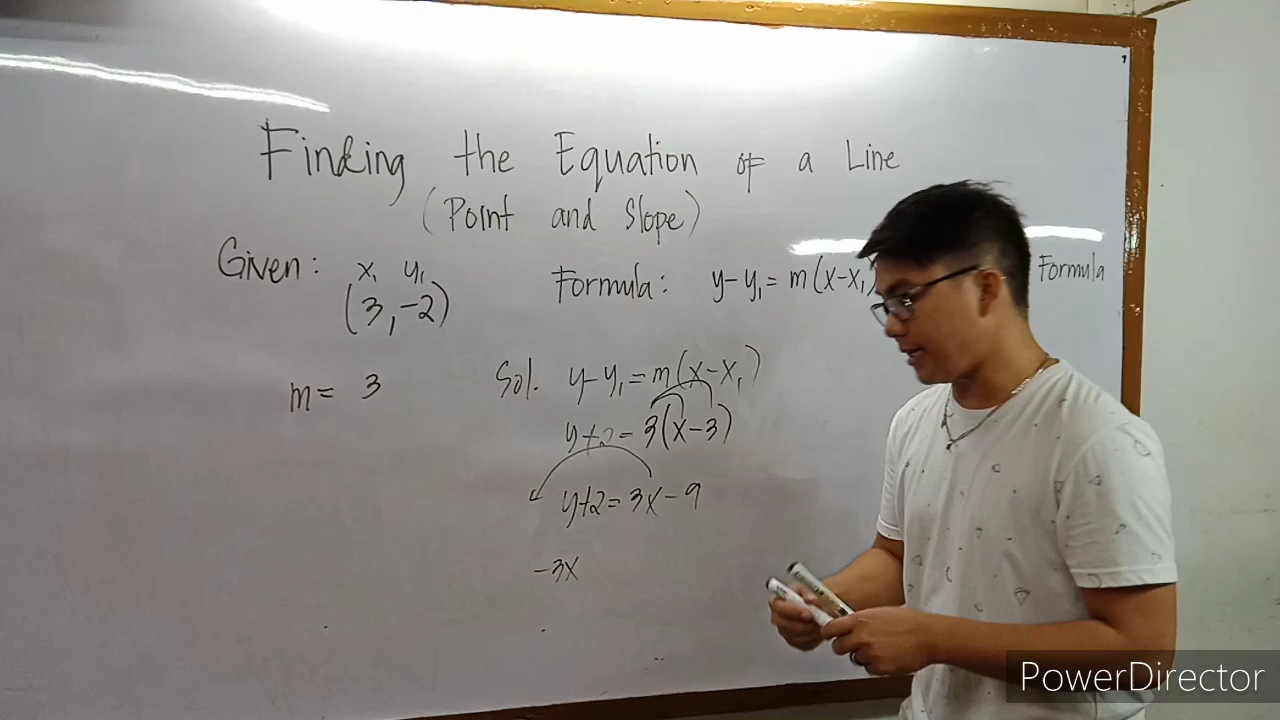 Finding the Equation of a Line
(Point and Slope)
Given: x₁ y₁
(3, -2)
m = 3
Formula: y-y₁ = m(x-x₁) Formula
Sol. y-y₁ = m(x-x₁)
y+2 = 3(x-3)
y+2 = 3x-9
-3x
PowerDirector